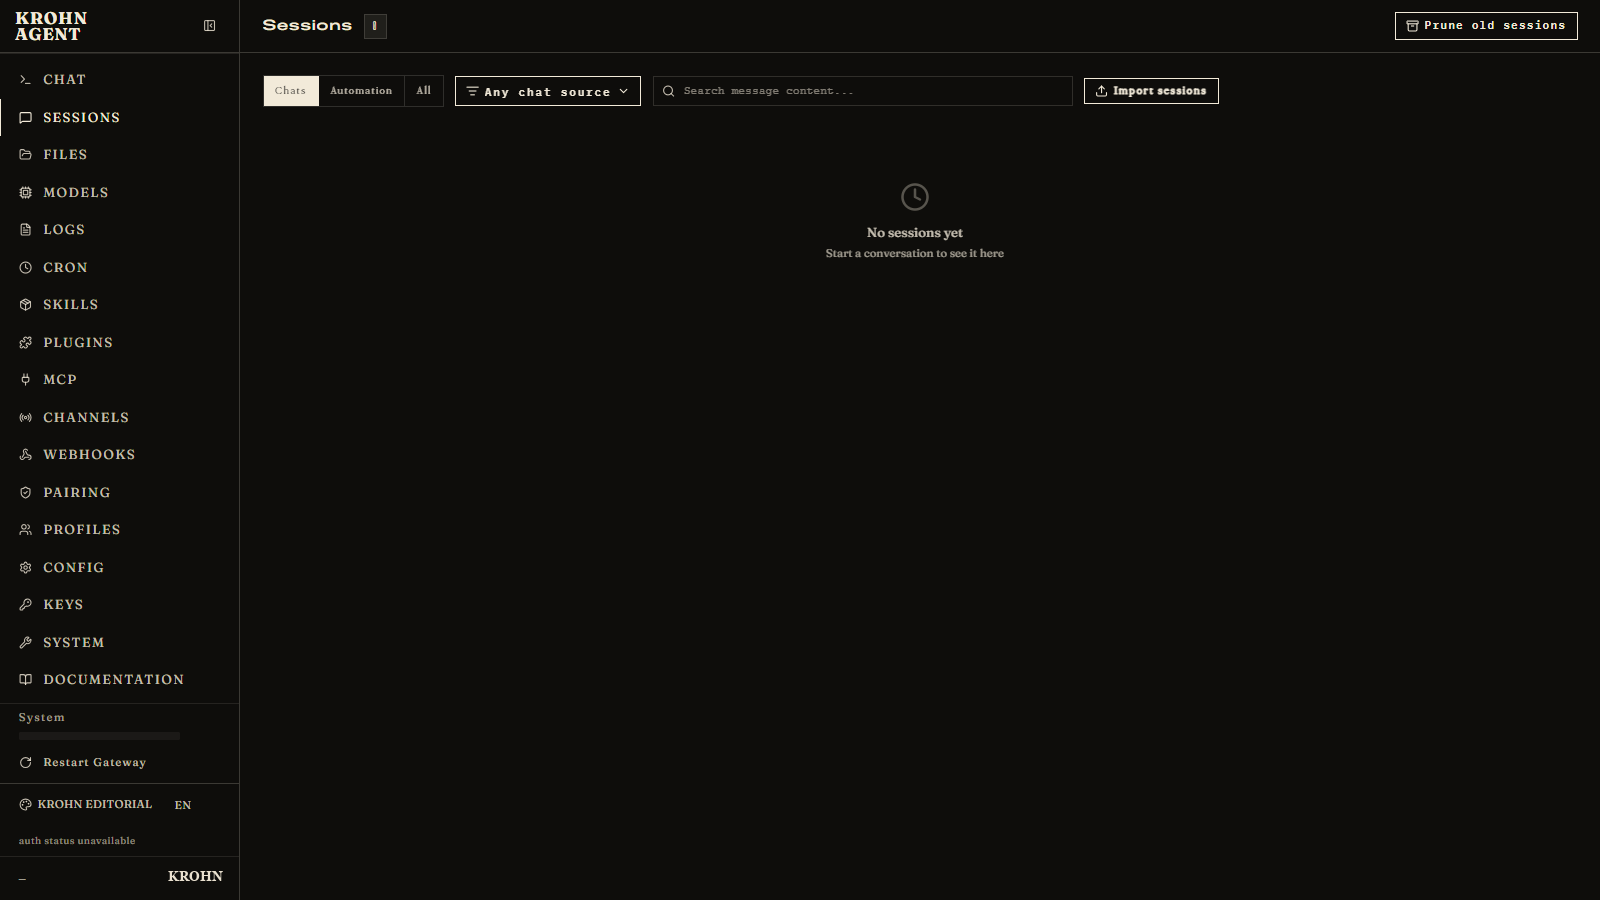 KROHN
AGENT
Sessions
Prune old sessions
CHAT
SESSIONS
FILES
MODELS
LOGS
CRON
SKILLS
PLUGINS
MCP
CHANNELS
WEBHOOKS
PAIRING
PROFILES
CONFIG
KEYS
SYSTEM
DOCUMENTATION
System
Restart Gateway
KROHN EDITORIAL EN
auth status unavailable
_ KROHN
Chats Automation All Any chat source Search message content... Import sessions
No sessions yet
Start a conversation to see it here